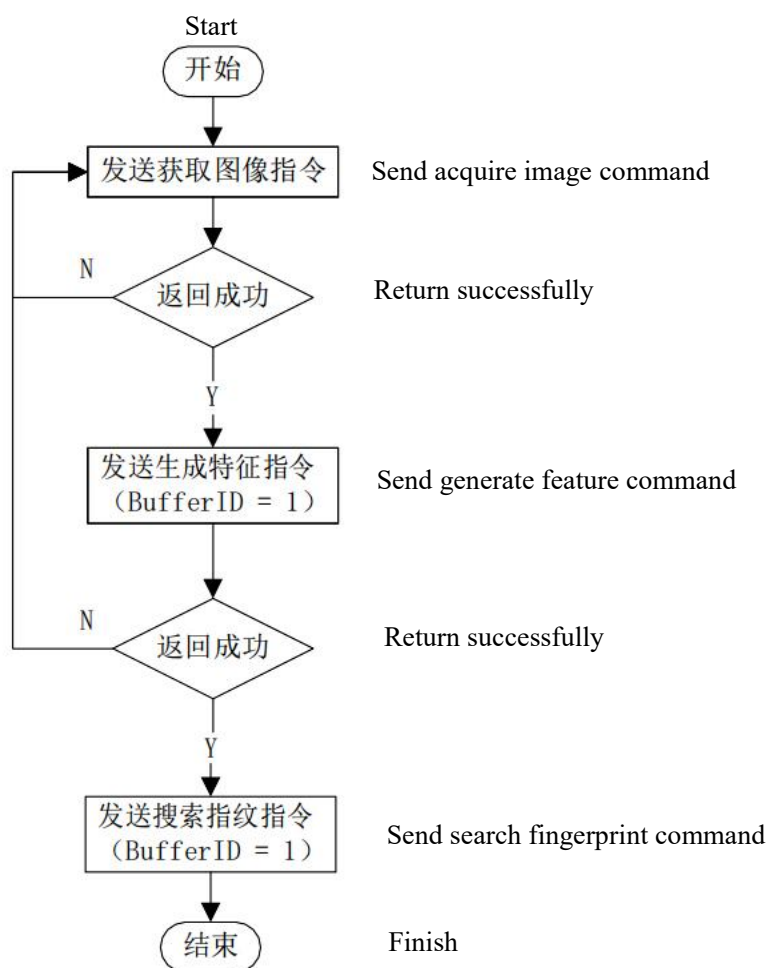 Start
开始
发送获取图像指令
Send acquire image command
N
返回成功
Return successfully
Y
发送生成特征指令
（BufferID = 1）
Send generate feature command
N
返回成功
Return successfully
Y
发送搜索指纹指令
（BufferID = 1）
Send search fingerprint command
结束
Finish